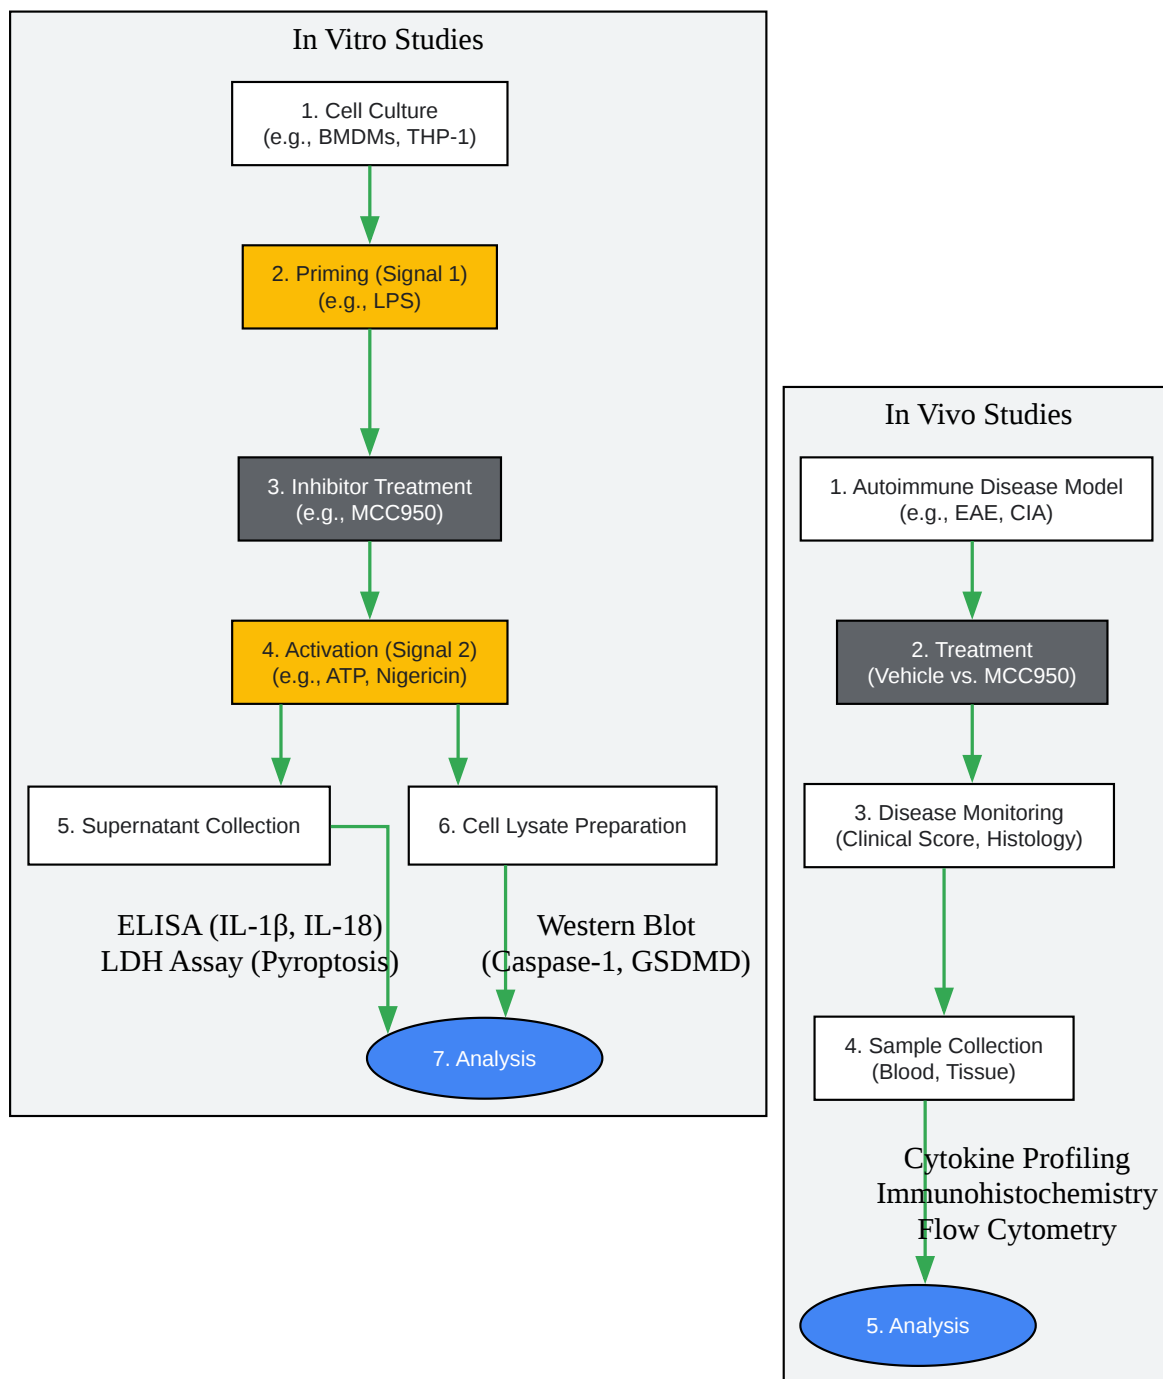 In Vitro Studies
1. Cell Culture
(e.g., BMDMs, THP-1)
2. Priming (Signal 1)
(e.g., LPS)
3. Inhibitor Treatment
(e.g., MCC950)
4. Activation (Signal 2)
(e.g., ATP, Nigericin)
5. Supernatant Collection
6. Cell Lysate Preparation
ELISA (IL-1β, IL-18)
LDH Assay (Pyroptosis)
Western Blot
(Caspase-1, GSDMD)
7. Analysis
In Vivo Studies
1. Autoimmune Disease Model
(e.g., EAE, CIA)
2. Treatment
(Vehicle vs. MCC950)
3. Disease Monitoring
(Clinical Score, Histology)
4. Sample Collection
(Blood, Tissue)
Cytokine Profiling
Immunohistochemistry
Flow Cytometry
5. Analysis